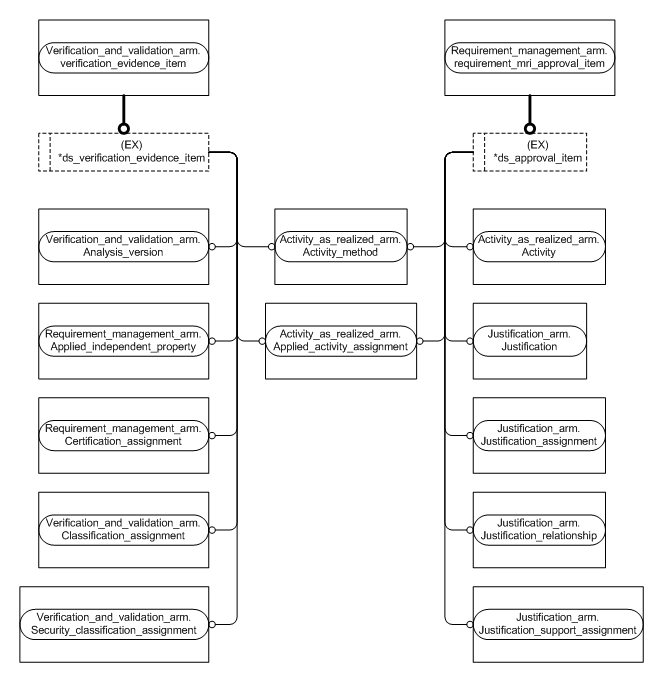 Verification_and_validation_arm.
verification_evidence_item
Requirement_management_arm.
requirement_mri_approval_item
(EX)
*ds_verification_evidence_item
(EX)
*ds_approval_item
Verification_and_validation_arm.
Analysis_version
Activity_as_realized_arm.
Activity_method
Activity_as_realized_arm.
Activity
Requirement_management_arm.
Applied_independent_property
Activity_as_realized_arm.
Applied_activity_assignment
Justification_arm.
Justification
Requirement_management_arm.
Certification_assignment
Justification_arm.
Justification_assignment
Verification_and_validation_arm.
Classification_assignment
Justification_arm.
Justification_relationship
Verification_and_validation_arm.
Security_classification_assignment
Justification_arm.
Justification_support_assignment